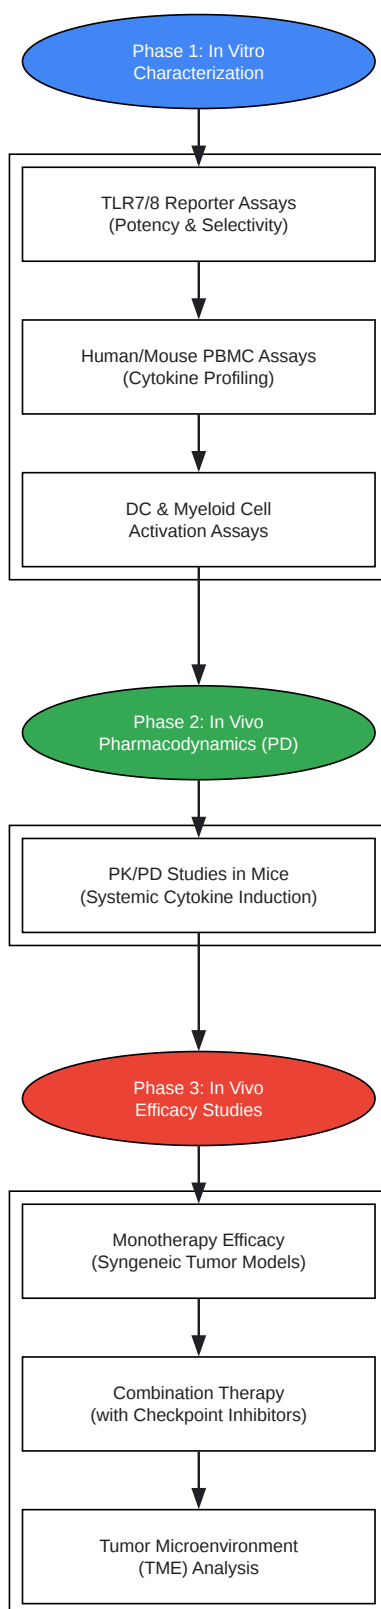 Phase 1: In Vitro
Characterization
TLR7/8 Reporter Assays
(Potency & Selectivity)
Human/Mouse PBMC Assays
(Cytokine Profiling)
DC & Myeloid Cell
Activation Assays
Phase 2: In Vivo
Pharmacodynamics (PD)
PK/PD Studies in Mice
(Systemic Cytokine Induction)
Phase 3: In Vivo
Efficacy Studies
Monotherapy Efficacy
(Syngeneic Tumor Models)
Combination Therapy
(with Checkpoint Inhibitors)
Tumor Microenvironment
(TME) Analysis